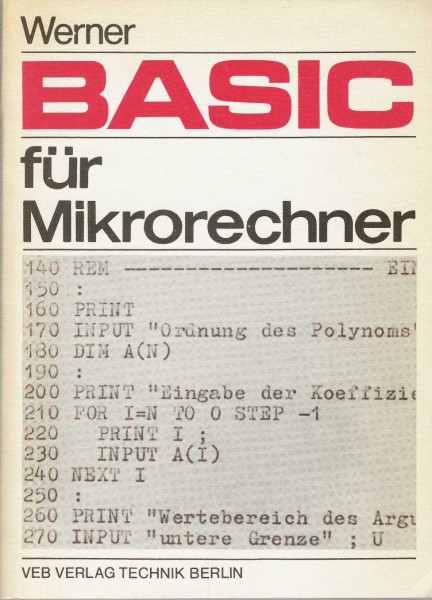 Werner
BASIC
für
Mikrorechner
140 REM --------------------- EIN
150 :
160 PRINT
170 INPUT "Ordnung des Polynoms"
180 DIM A(N)
190 :
200 PRINT "Eingabe der Koeffizie
210 FOR I=N TO 0 STEP -1
220 PRINT I ;
230 INPUT A(I)
240 NEXT I
250 :
260 PRINT "Wertebereich des Argu
270 INPUT "untere Grenze" ; U
VEB VERLAG TECHNIK BERLIN